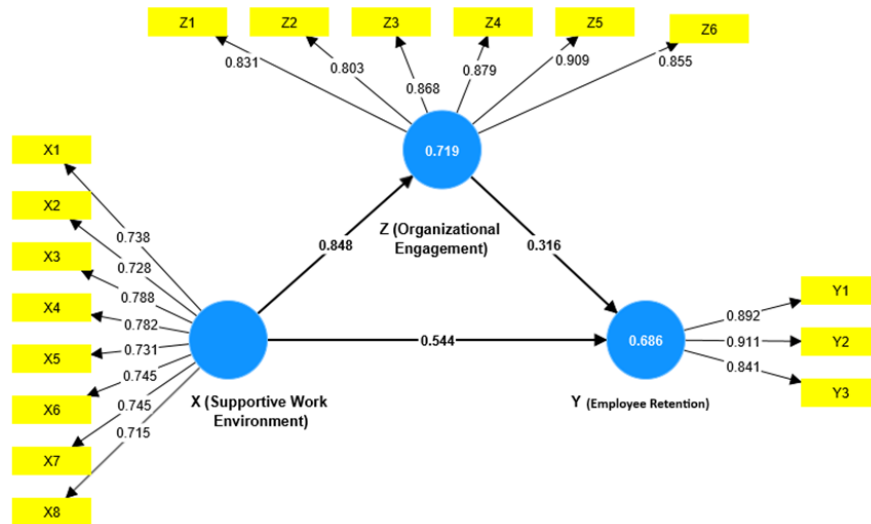 Z1
Z2
Z3
Z4
Z5
Z6
0.831
0.803
0.868
0.879
0.909
0.855
0.719
X1
X2
X3
X4
X5
X6
X7
X8
0.738
0.728
0.788
0.782
0.731
0.745
0.745
0.715
Z (Organizational
Engagement)
0.848
0.316
0.544
X (Supportive Work
Environment)
0.686
Y (Employee Retention)
0.892
0.911
0.841
Y1
Y2
Y3